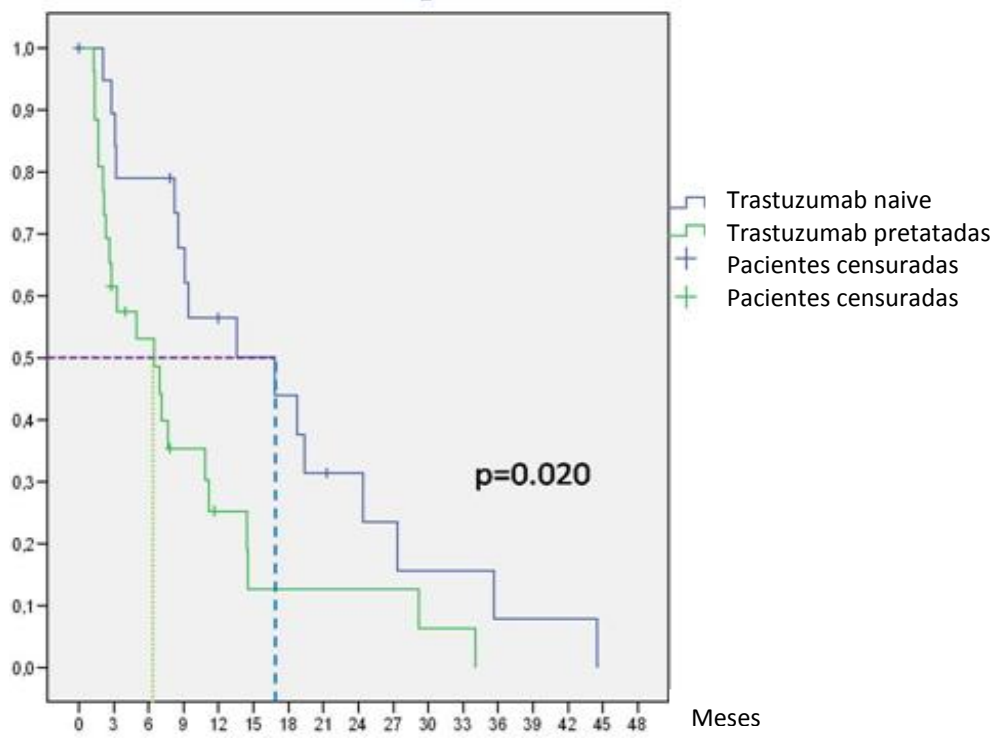 1,0
0,9
0,8
0,7
0,6
0,5
0,4
0,3
0,2
0,1
0,0
Trastuzumab naive
Trastuzumab pretatadas
Pacientes censuradas
Pacientes censuradas
p=0.020
0 3 6 9 12 15 18 21 24 27 30 33 36 39 42 45 48
Meses